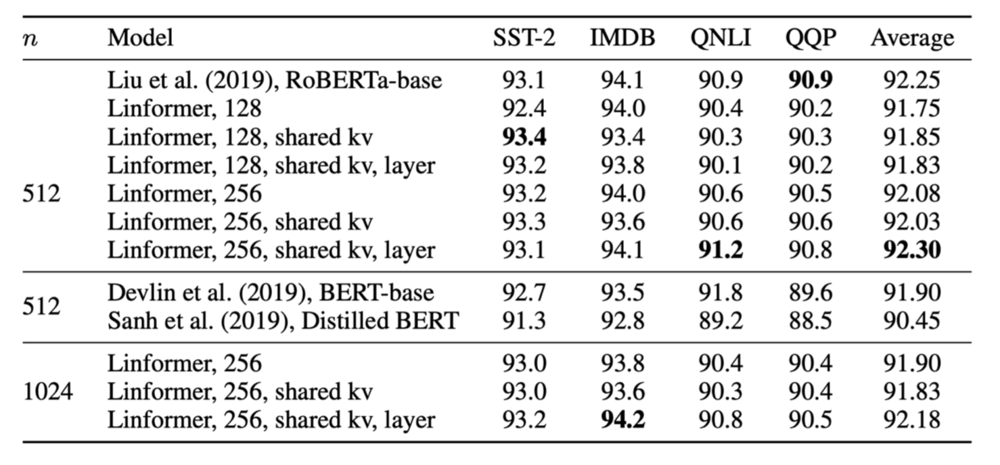 n Model SST-2 IMDB QNLI QQP Average
Liu et al. (2019), RoBERTa-base 93.1 94.1 90.9 90.9 92.25
Linformer, 128 92.4 94.0 90.4 90.2 91.75
Linformer, 128, shared kv 93.4 93.4 90.3 90.3 91.85
Linformer, 128, shared kv, layer 93.2 93.8 90.1 90.2 91.83
512 Linformer, 256 93.2 94.0 90.6 90.5 92.08
Linformer, 256, shared kv 93.3 93.6 90.6 90.6 92.03
Linformer, 256, shared kv, layer 93.1 94.1 91.2 90.8 92.30
512
Devlin et al. (2019), BERT-base 92.7 93.5 91.8 89.6 91.90
Sanh et al. (2019), Distilled BERT 91.3 92.8 89.2 88.5 90.45
Linformer, 256 93.0 93.8 90.4 90.4 91.90
1024 Linformer, 256, shared kv 93.0 93.6 90.3 90.4 91.83
Linformer, 256, shared kv, layer 93.2 94.2 90.8 90.5 92.18